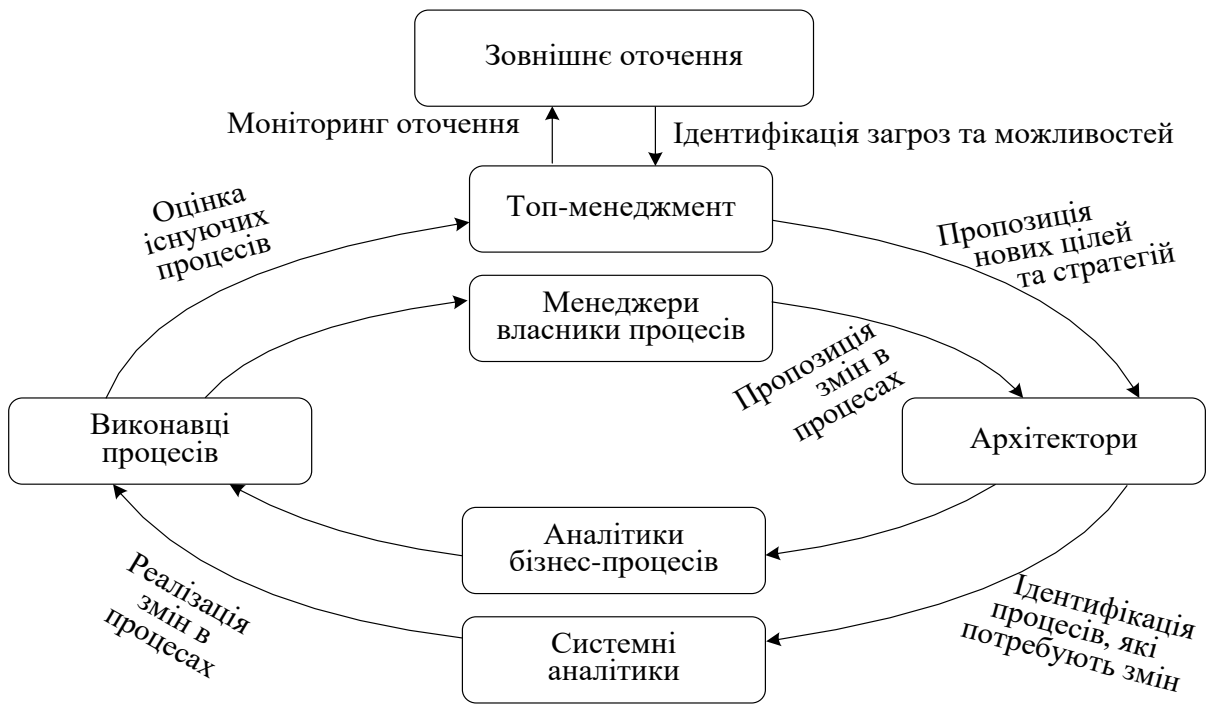 Зовнішнє оточення
Моніторинг оточення
Ідентифікація загроз та можливостей
Топ-менеджмент
Оцінка
існуючих
процесів
Пропозиція
нових цілей
та стратегій
Менеджери
власники процесів
Пропозиція
змін в
процесах
Виконавці
процесів
Архітектори
Аналітики
бізнес-процесів
Реалізація
змін в
процесах
Системні
аналітики
Ідентифікація
процесів, які
потребують змін